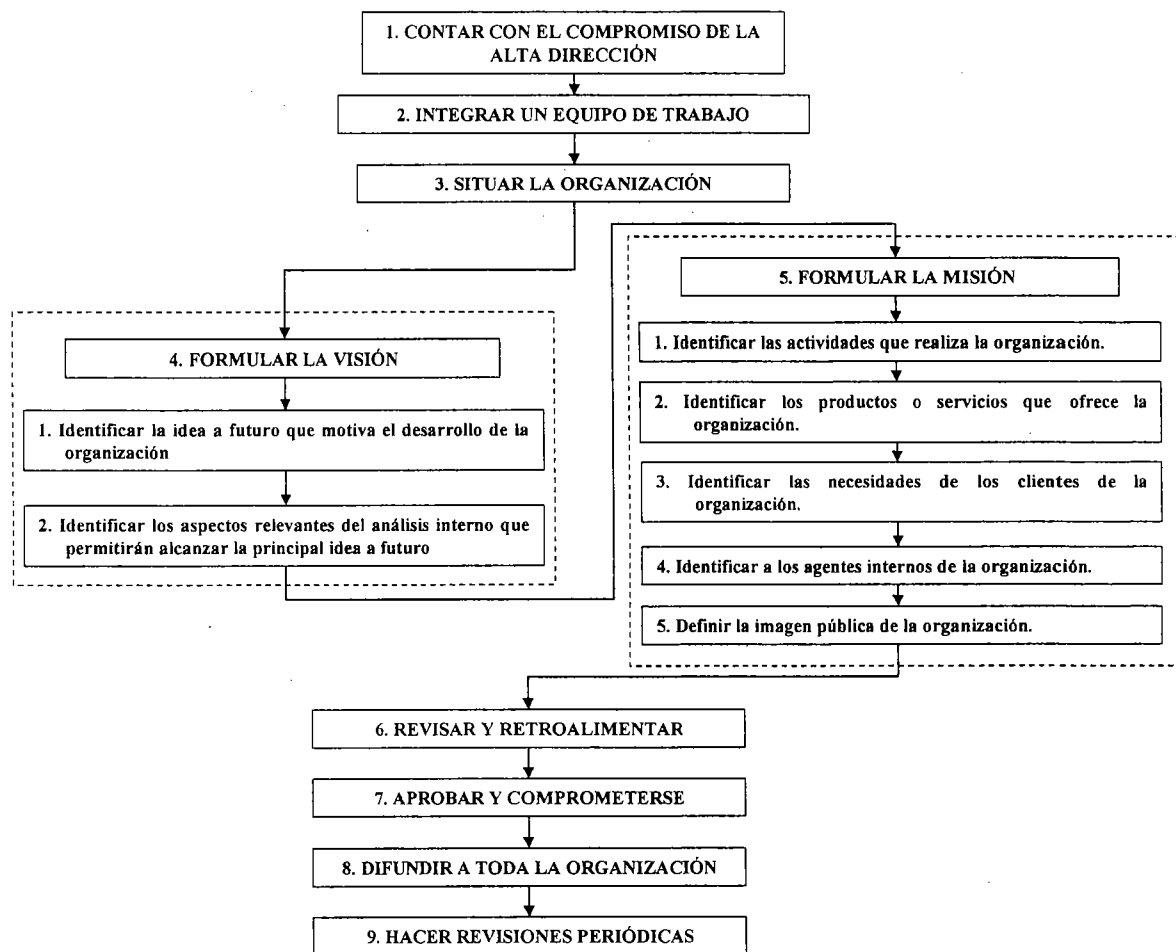 1. CONTAR CON EL COMPROMISO DE LA
ALTA DIRECCIÓN
2. INTEGRAR UN EQUIPO DE TRABAJO
3. SITUAR LA ORGANIZACIÓN
4. FORMULAR LA VISIÓN
1. Identificar la idea a futuro que motiva el desarrollo de la
organización
2. Identificar los aspectos relevantes del análisis interno que
permitirán alcanzar la principal idea a futuro
5. FORMULAR LA MISIÓN
1. Identificar las actividades que realiza la organización.
2. Identificar los productos o servicios que ofrece la
organización.
3. Identificar las necesidades de los clientes de la
organización.
4. Identificar a los agentes internos de la organización.
5. Definir la imagen pública de la organización.
6. REVISAR Y RETROALIMENTAR
7. APROBAR Y COMPROMETERSE
8. DIFUNDIR A TODA LA ORGANIZACIÓN
9. HACER REVISIONES PERIÓDICAS